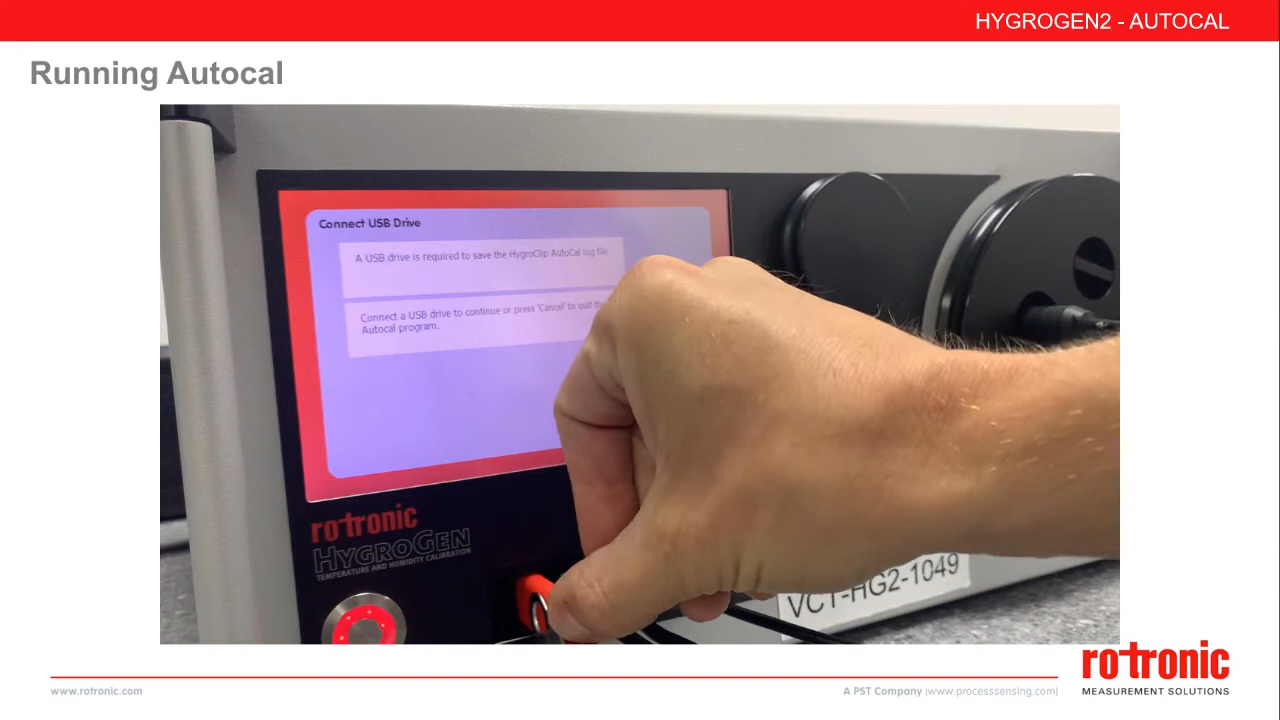 HYGROGEN2 - AUTOCAL
Running Autocal
Connect USB Drive
A USB drive is required to save the HygroClip AutoCal log file.
Connect a USB drive to continue or press 'Cancel' to quit the
Autocal program.
rotronic
HYGROGEN
TEMPERATURE AND HUMIDITY CALIBRATION
VCT-HG2-1049
rotronic
MEASUREMENT SOLUTIONS
www.rotronic.com
A PST Company (www.processsensing.com)